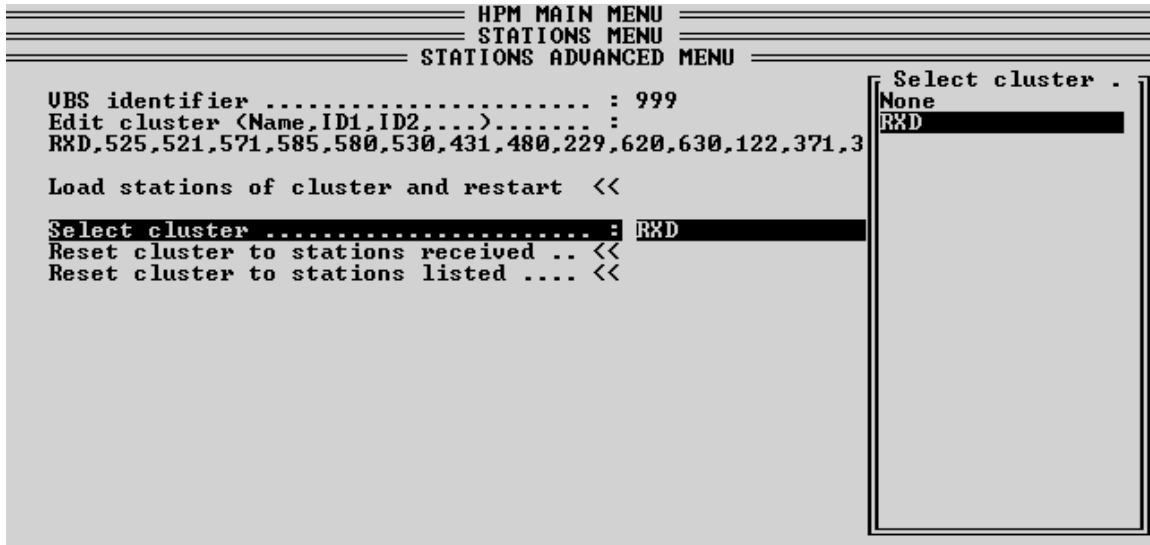 HPM MAIN MENU
STATIONS MENU
STATIONS ADVANCED MENU
VBS identifier ....................... : 999
Edit cluster (Name,ID1,ID2,....)....... :
RXD,525,521,571,585,580,530,431,480,229,620,630,122,371,3
Load stations of cluster and restart <<
Select cluster ....................... : RXD
Reset cluster to stations received .. <<
Reset cluster to stations listed .... <<
Select cluster .
None
RXD